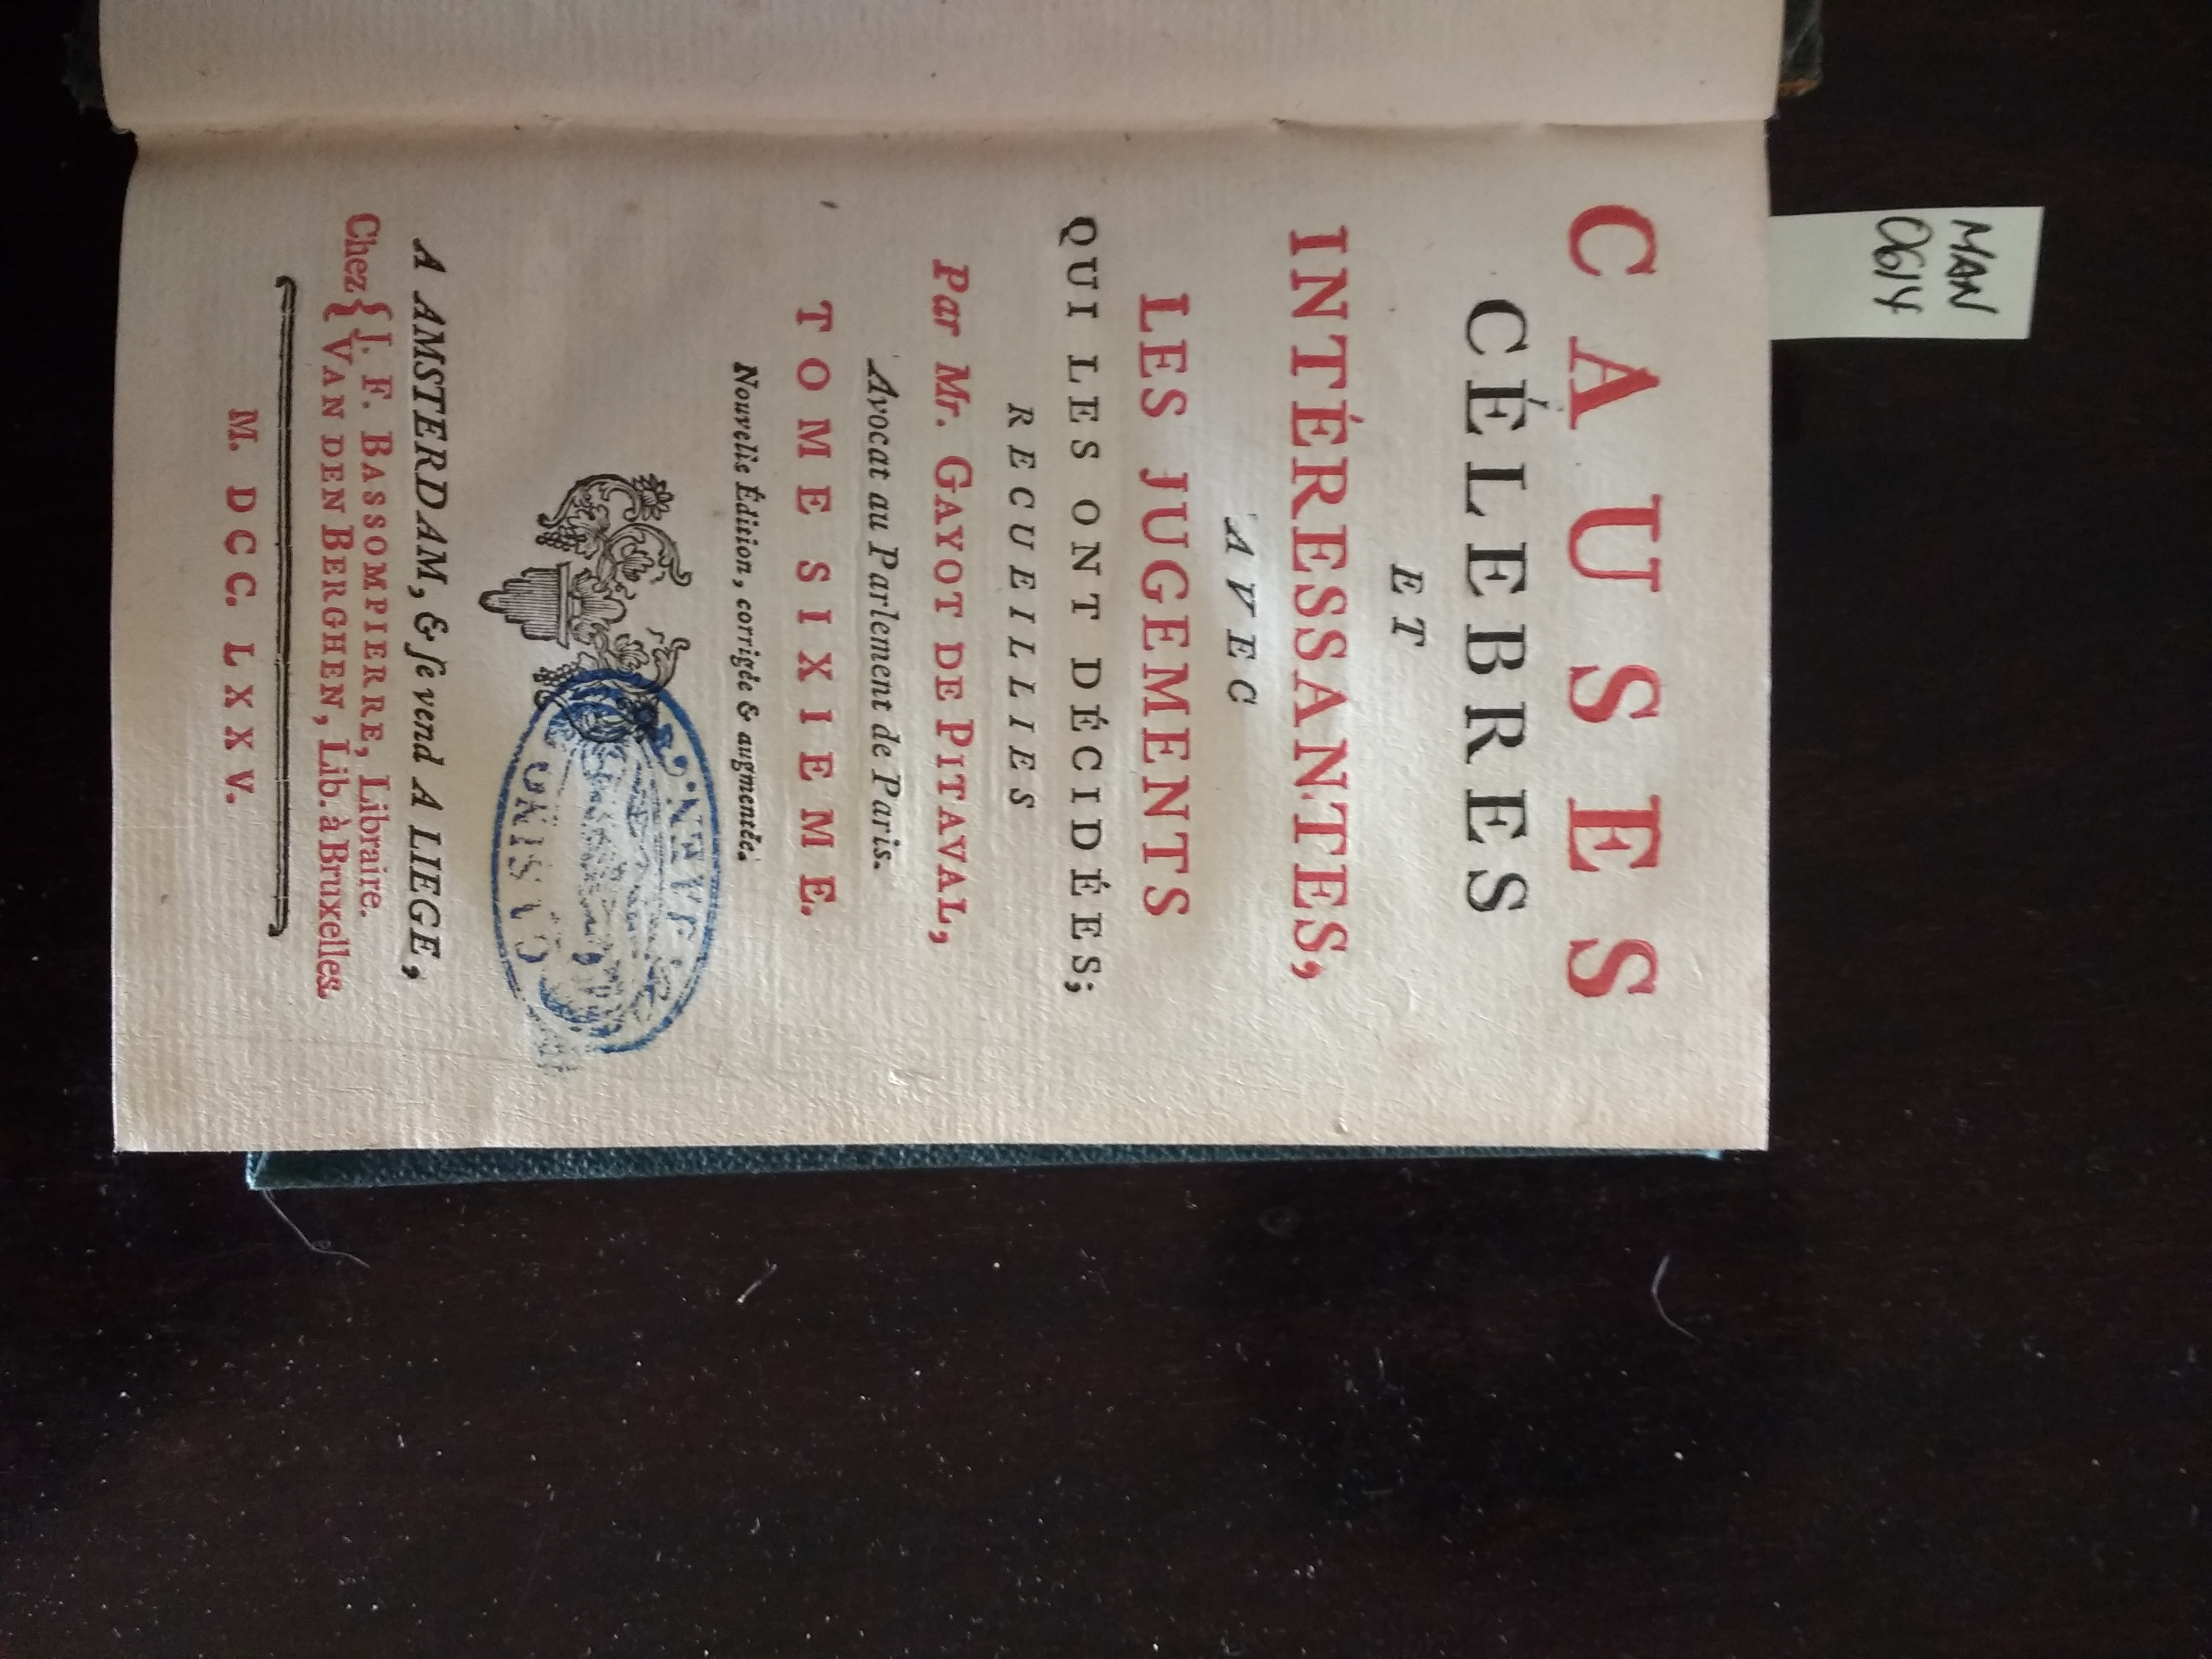 MAN
0614
CAUSES
CÉLEBRES
ET
INTÉRESSANTES,
AVEC
LES JUGEMENTS
QUI LES ONT DÉCIDÉES;
RECUEILLIES
Par Mr. GAYOT DE PITAVAL,
Avocat au Parlement de Paris.
TOME SIXIEME.
Nouvelle Édition, corrigée & augmentée.
A AMSTERDAM, & se vend A LIEGE,
Chez { J. F. BASSOMPIERRE, Libraire.
VAN DEN BERGHEN, Lib. à Bruxelles.
M. DCC. LXXV.